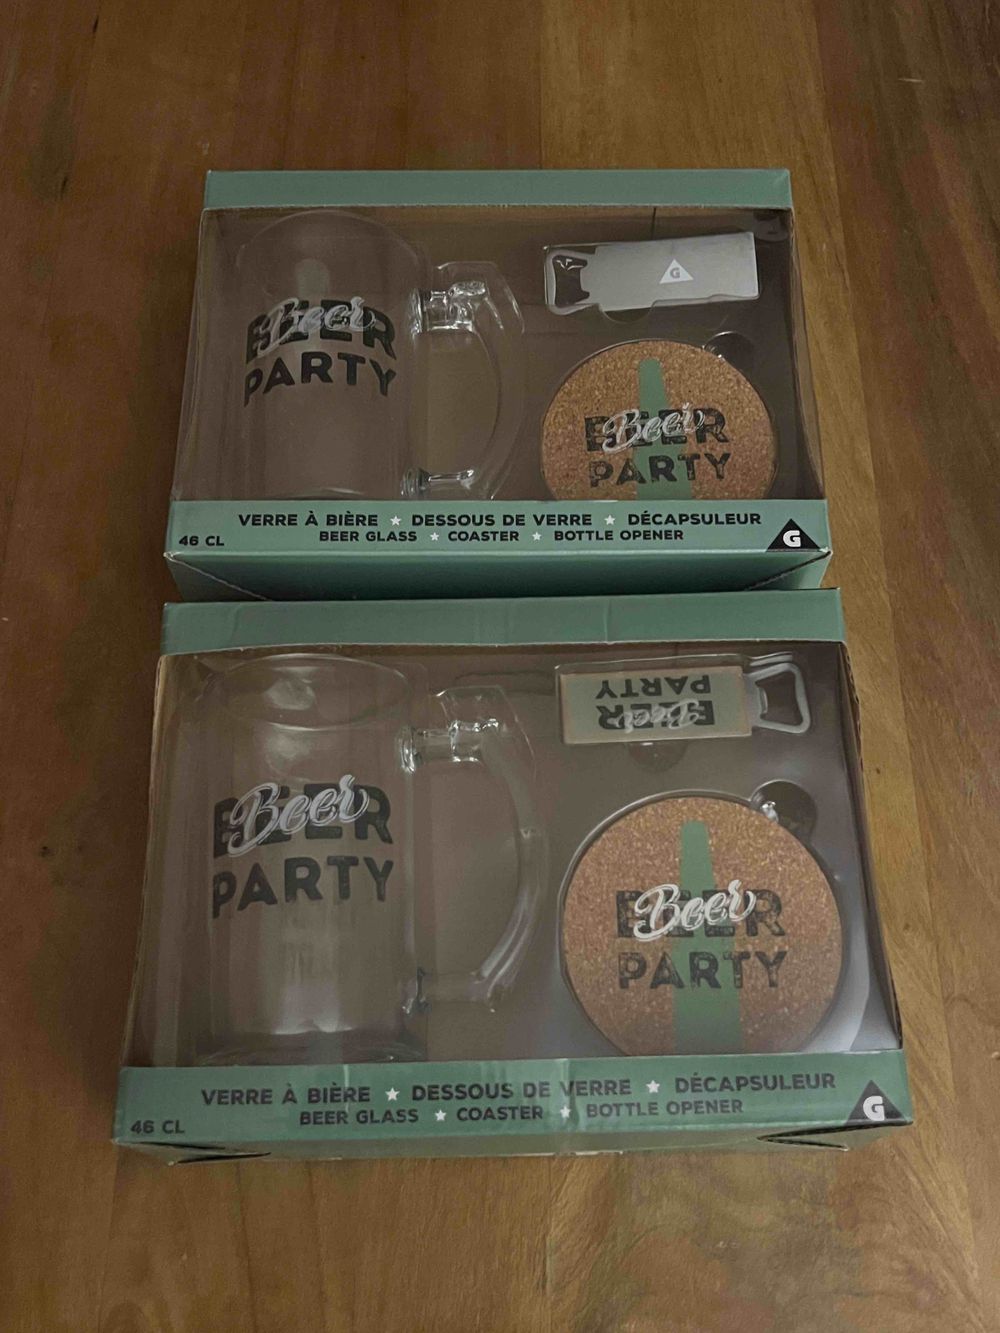 BEER
Beer
PARTY
G
BEER
Beer
PARTY
VERRE À BIÈRE ★ DESSOUS DE VERRE ★ DÉCAPSULEUR
46 CL BEER GLASS ★ COASTER ★ BOTTLE OPENER G
BEER
Beer
PARTY
BEER
Beer
PARTY
BEER
Beer
PARTY
VERRE À BIÈRE ★ DESSOUS DE VERRE ★ DÉCAPSULEUR
46 CL BEER GLASS ★ COASTER ★ BOTTLE OPENER G